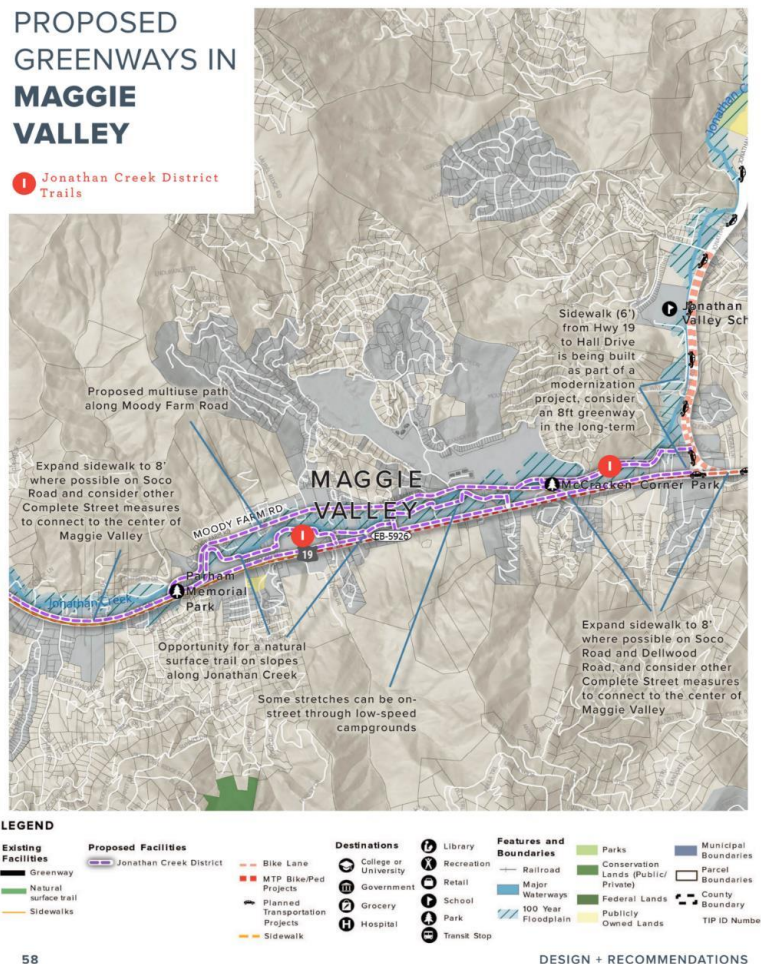 PROPOSED
GREENWAYS IN
MAGGIE
VALLEY
I
Jonathan Creek District
Trails
Jonathan
Valley Sch
Sidewalk (6')
from Hwy 19
to Hall Drive
is being built
as part of a
modernization
project, consider
an 8ft greenway
in the long-term
Proposed multiuse path
along Moody Farm Road
Expand sidewalk to 8'
where possible on Soco
Road and consider other
Complete Street measures
to connect to the center of
Maggie Valley
MAGGIE
VALLEY
I
McCracken Corner Park
MOODY FARM RD
I
EB-5926
19
Parham
Memorial
Park
Jonathan Creek
Opportunity for a natural
surface trail on slopes
along Jonathan Creek
Some stretches can be on-
street through low-speed
campgrounds
Expand sidewalk to 8'
where possible on Soco
Road and Dellwood
Road, and consider other
Complete Street measures
to connect to the center of
Maggie Valley
LEGEND
Existing
Facilities
Greenway
Natural
surface trail
Sidewalks
Proposed Facilities
Jonathan Creek District
Bike Lane
MTP Bike/Ped
Projects
Planned
Transportation
Projects
Sidewalk
Destinations
College or
University
Government
Grocery
H
Hospital
Library
Recreation
Retail
School
Park
Transit Stop
Features and
Boundaries
Railroad
Major
Waterways
100 Year
Floodplain
Parks
Conservation
Lands (Public/
Private)
Federal Lands
Publicly
Owned Lands
Municipal
Boundaries
Parcel
Boundaries
County
Boundary
TIP ID Numbe
58
DESIGN + RECOMMENDATIONS